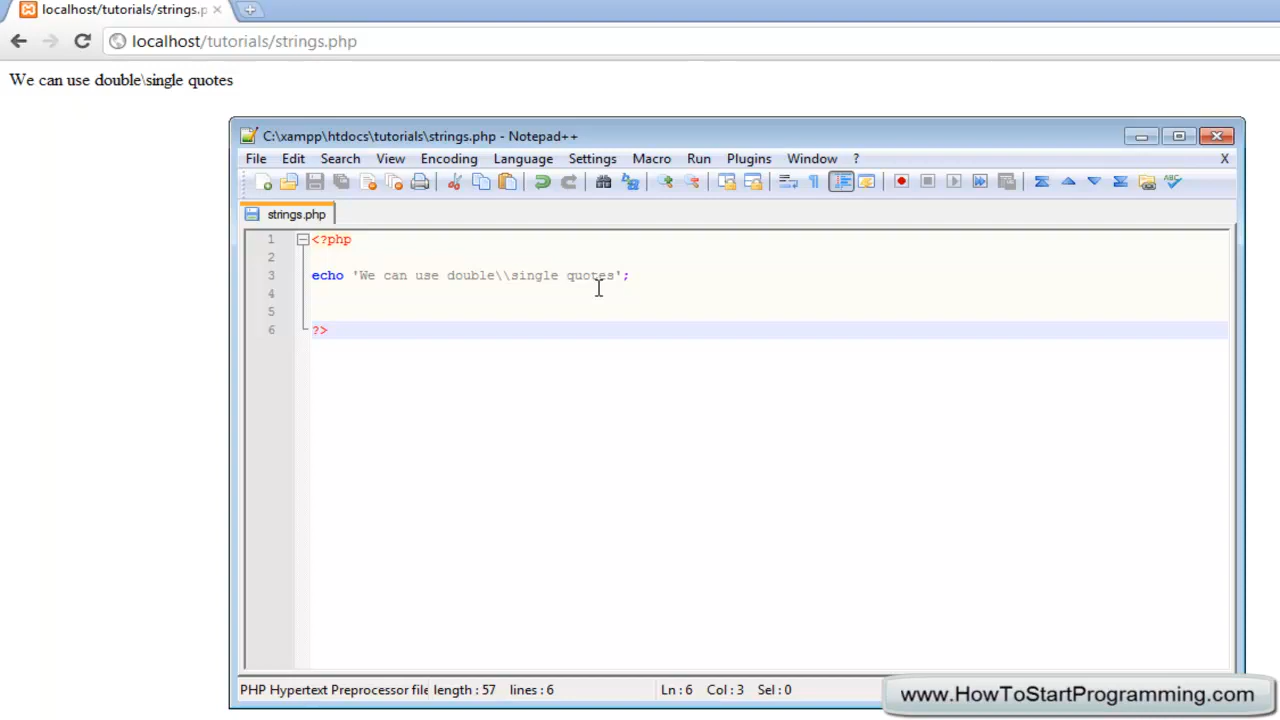 localhost/tutorials/strings.p
localhost/tutorials/strings.php
We can use double\single quotes
C:\xampp\htdocs\tutorials\strings.php - Notepad++
File Edit Search View Encoding Language Settings Macro Run Plugins Window ? X
strings.php
1 <?php
2
3 echo 'We can use double\\single quotes';
4
5
6 ?>
PHP Hypertext Preprocessor file length : 57 lines : 6 Ln : 6 Col : 3 Sel : 0
www.HowToStartProgramming.com